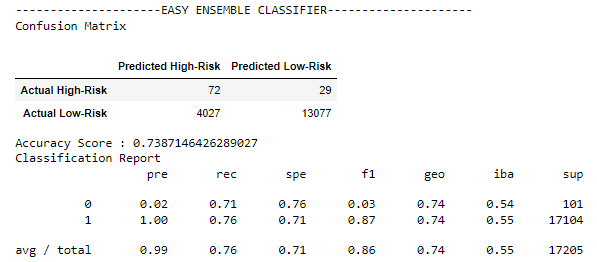 ---------------------EASY ENSEMBLE CLASSIFIER---------------------
Confusion Matrix
Predicted High-Risk Predicted Low-Risk
Actual High-Risk 72 29
Actual Low-Risk 4027 13077
Accuracy Score : 0.7387146426289027
Classification Report
pre rec spe f1 geo iba sup
0 0.02 0.71 0.76 0.03 0.74 0.54 101
1 1.00 0.76 0.71 0.87 0.74 0.55 17104
avg / total 0.99 0.76 0.71 0.86 0.74 0.55 17205